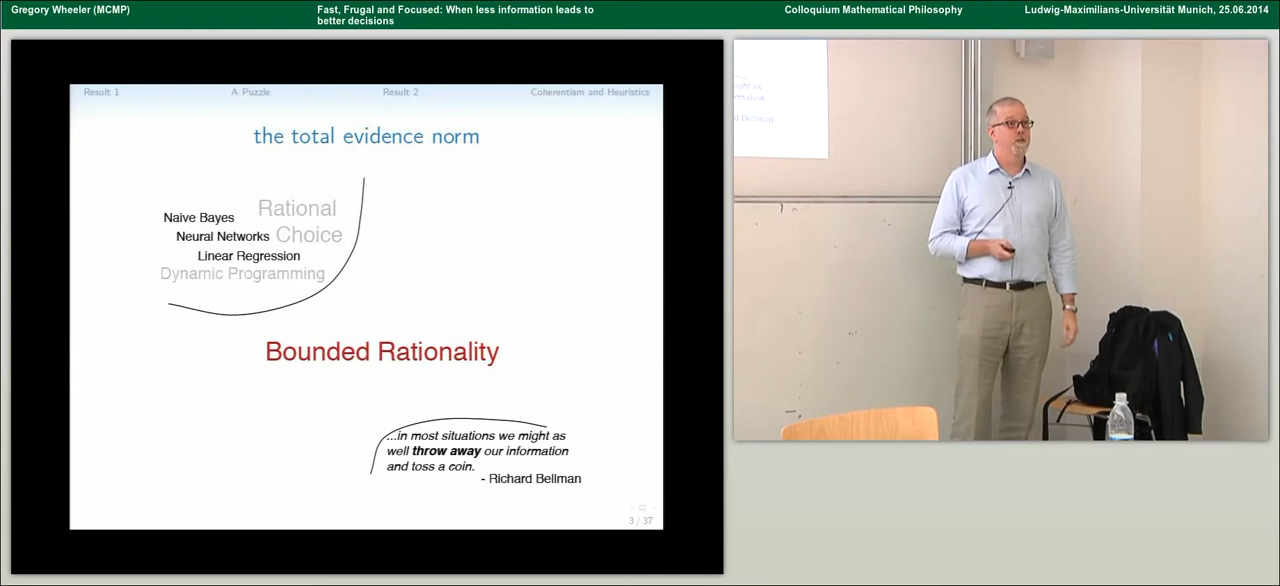 Gregory Wheeler (MCMP)
Fast, Frugal and Focused: When less information leads to
better decisions
Colloquium Mathematical Philosophy
Ludwig-Maximilians-Universität Munich, 25.06.2014
Result 1
A Puzzle
Result 2
Coherentism and Heuristics
the total evidence norm
Rational
Naive Bayes
Neural Networks Choice
Linear Regression
Dynamic Programming
Bounded Rationality
...in most situations we might as
well throw away our information
and toss a coin.
- Richard Bellman
3 / 37
Bellman